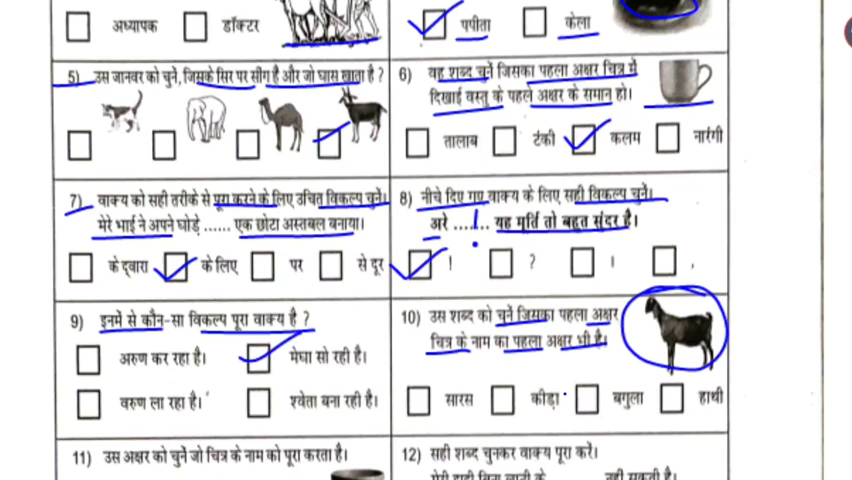 अध्यापक डॉक्टर
पपीता केला
5) उस जानवर को चुनें, जिसके सिर पर सींग है और जो घास खाता है ?
6) वह शब्द चुनें जिसका पहला अक्षर चित्र में
दिखाई वस्तु के पहले अक्षर के समान हो।
तालाब टंकी कलम नारंगी
7) वाक्य को सही तरीके से पूरा करने के लिए उचित विकल्प चुनें।
मेरे भाई ने अपने घोड़े ...... एक छोटा अस्तबल बनाया।
के द्वारा के लिए पर से दूर
8) नीचे दिए गए वाक्य के लिए सही विकल्प चुनें।
अरे ....!... यह मूर्ति तो बहुत सुंदर है।
! ? । ,
9) इनमें से कौन-सा विकल्प पूरा वाक्य है ?
अरुण कर रहा है। मेघा सो रही है।
वरुण ला रहा है। श्वेता बना रही है।
10) उस शब्द को चुनें जिसका पहला अक्षर
चित्र के नाम का पहला अक्षर भी है।
सारस कीड़ा बगुला हाथी
11) उस अक्षर को चुनें जो चित्र के नाम को पूरा करता है।
12) सही शब्द चुनकर वाक्य पूरा करें।